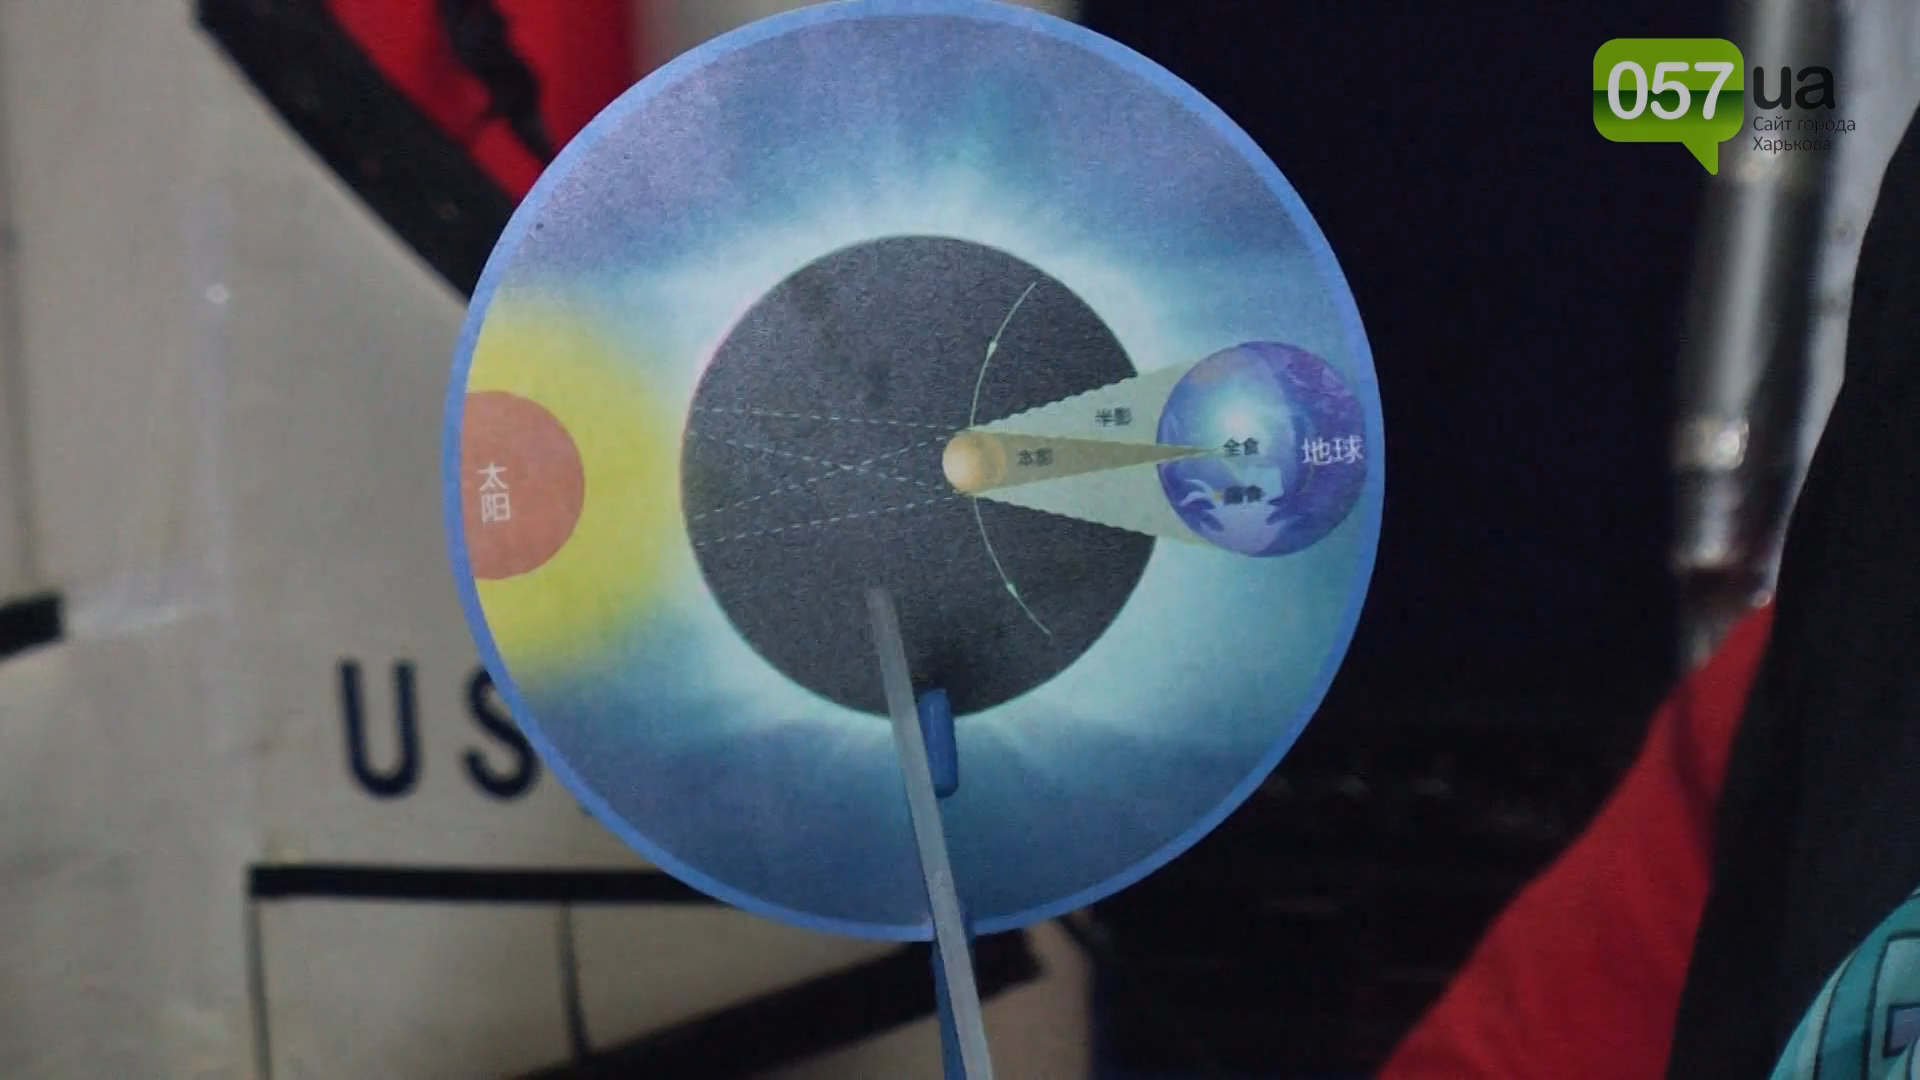 057 ua
Сайт города
Харькова
半影
全食
地球
本影
太
阳
偏食
US